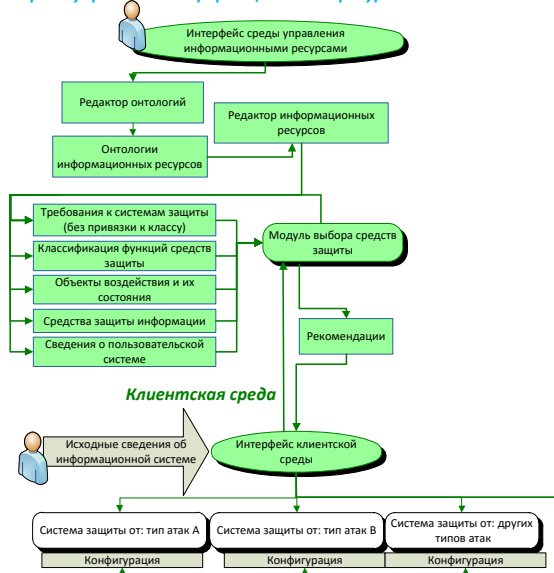 Интерфейс среды управления
информационными ресурсами
Редактор онтологий
Редактор информационных
ресурсов
Онтологии
информационных ресурсов
Требования к системам защиты
(без привязки к классу)
Классификация функций средств
защиты
Объекты воздействия и их
состояния
Средства защиты информации
Сведения о пользовательской
системе
Модуль выбора средств
защиты
Рекомендации
Клиентская среда
Исходные сведения об
информационной системе
Интерфейс клиентской
среды
Система защиты от: тип атак А
Система защиты от: тип атак В
Система защиты от: других
типов атак
Конфигурация
Конфигурация
Конфигурация